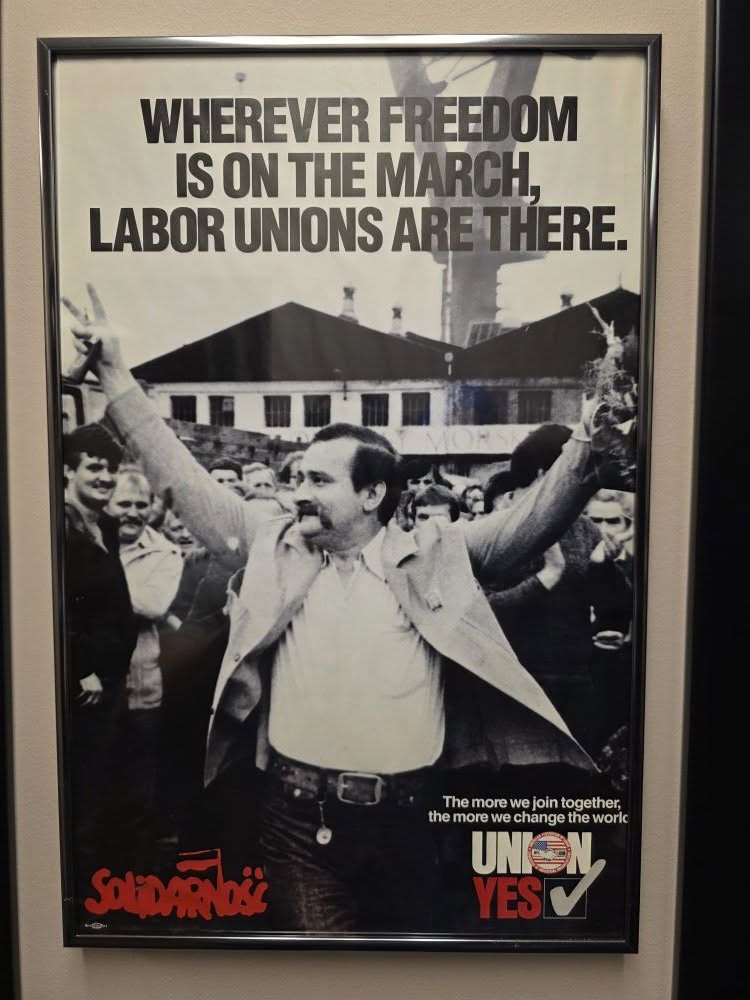 WHEREVER FREEDOM
IS ON THE MARCH,
LABOR UNIONS ARE THERE.
MORSK
The more we join together,
the more we change the world
UNION
YES
SOLIDARNOŚĆ